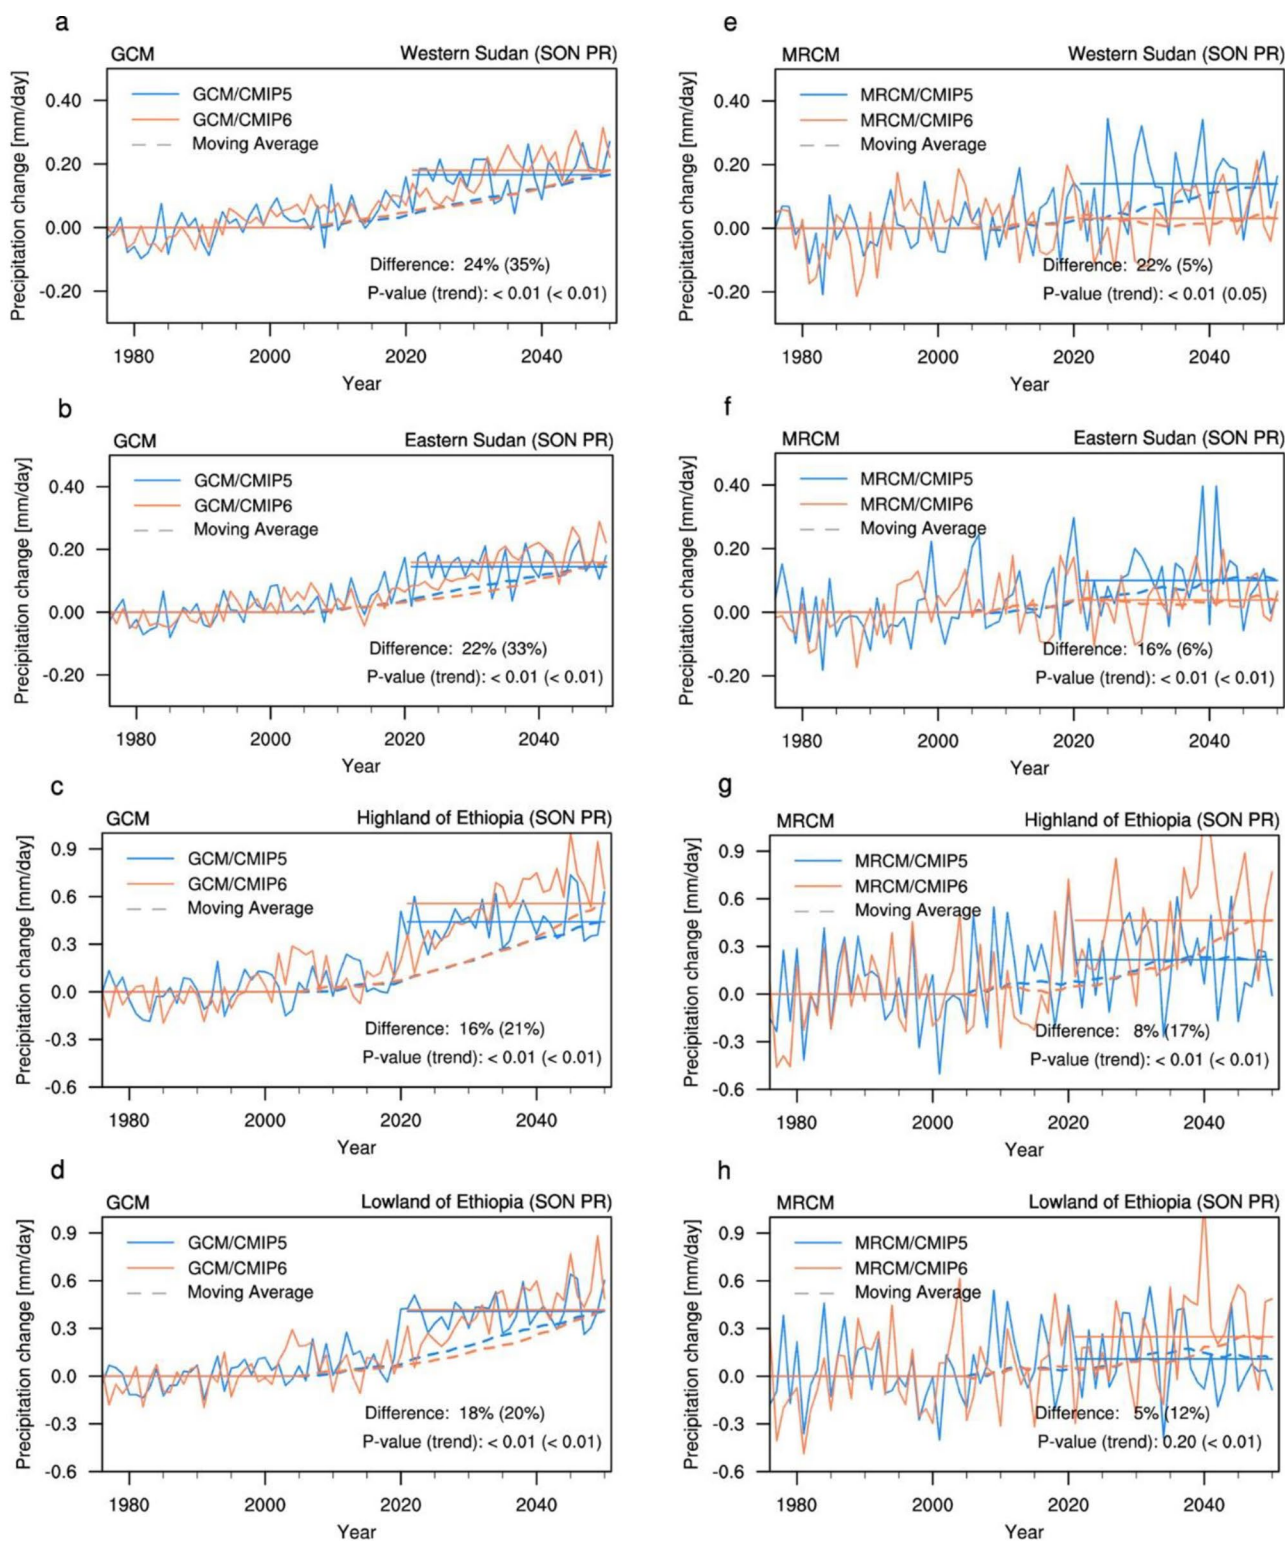 a
GCM Western Sudan (SON PR)
Precipitation change [mm/day]
0.40
0.20
0.00
-0.20
GCM/CMIP5
GCM/CMIP6
Moving Average
Difference: 24% (35%)
P-value (trend): < 0.01 (< 0.01)
1980 2000 2020 2040
Year
e
MRCM Western Sudan (SON PR)
Precipitation change [mm/day]
0.40
0.20
0.00
-0.20
MRCM/CMIP5
MRCM/CMIP6
Moving Average
Difference: 22% (5%)
P-value (trend): < 0.01 (0.05)
1980 2000 2020 2040
Year
b
GCM Eastern Sudan (SON PR)
Precipitation change [mm/day]
0.40
0.20
0.00
-0.20
GCM/CMIP5
GCM/CMIP6
Moving Average
Difference: 22% (33%)
P-value (trend): < 0.01 (< 0.01)
1980 2000 2020 2040
Year
f
MRCM Eastern Sudan (SON PR)
Precipitation change [mm/day]
0.40
0.20
0.00
-0.20
MRCM/CMIP5
MRCM/CMIP6
Moving Average
Difference: 16% (6%)
P-value (trend): < 0.01 (< 0.01)
1980 2000 2020 2040
Year
c
GCM Highland of Ethiopia (SON PR)
Precipitation change [mm/day]
0.9
0.6
0.3
0.0
-0.3
-0.6
GCM/CMIP5
GCM/CMIP6
Moving Average
Difference: 16% (21%)
P-value (trend): < 0.01 (< 0.01)
1980 2000 2020 2040
Year
g
MRCM Highland of Ethiopia (SON PR)
Precipitation change [mm/day]
0.9
0.6
0.3
0.0
-0.3
-0.6
MRCM/CMIP5
MRCM/CMIP6
Moving Average
Difference: 8% (17%)
P-value (trend): < 0.01 (< 0.01)
1980 2000 2020 2040
Year
d
GCM Lowland of Ethiopia (SON PR)
Precipitation change [mm/day]
0.9
0.6
0.3
0.0
-0.3
-0.6
GCM/CMIP5
GCM/CMIP6
Moving Average
Difference: 18% (20%)
P-value (trend): < 0.01 (< 0.01)
1980 2000 2020 2040
Year
h
MRCM Lowland of Ethiopia (SON PR)
Precipitation change [mm/day]
0.9
0.6
0.3
0.0
-0.3
-0.6
MRCM/CMIP5
MRCM/CMIP6
Moving Average
Difference: 5% (12%)
P-value (trend): 0.20 (< 0.01)
1980 2000 2020 2040
Year